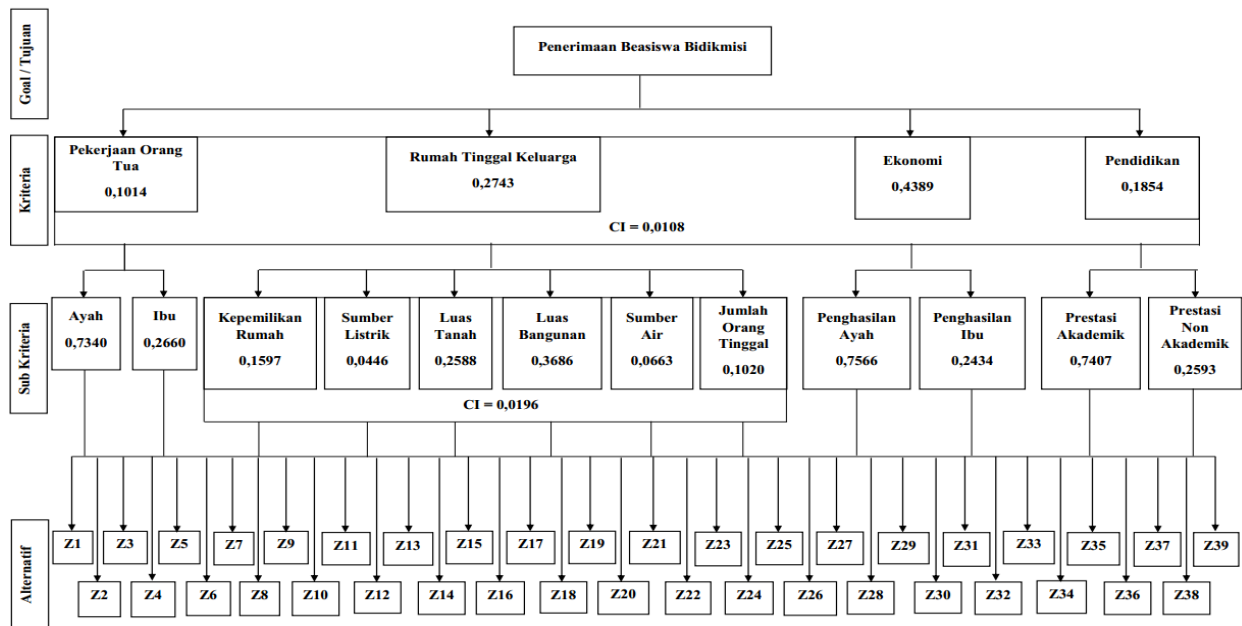 Goal / Tujuan
Penerimaan Beasiswa Bidikmisi
Kriteria
Pekerjaan Orang
Tua
0,1014
Rumah Tinggal Keluarga
0,2743
Ekonomi
0,4389
Pendidikan
0,1854
CI = 0,0108
Sub Kriteria
Ayah
0,7340
Ibu
0,2660
Kepemilikan
Rumah
0,1597
Sumber
Listrik
0,0446
Luas
Tanah
0,2588
Luas
Bangunan
0,3686
Sumber
Air
0,0663
Jumlah
Orang
Tinggal
0,1020
Penghasilan
Ayah
0,7566
Penghasilan
Ibu
0,2434
Prestasi
Akademik
0,7407
Prestasi
Non
Akademik
0,2593
CI = 0,0196
Alternatif
Z1 Z3 Z5 Z7 Z9 Z11 Z13 Z15 Z17 Z19 Z21 Z23 Z25 Z27 Z29 Z31 Z33 Z35 Z37 Z39
Z2 Z4 Z6 Z8 Z10 Z12 Z14 Z16 Z18 Z20 Z22 Z24 Z26 Z28 Z30 Z32 Z34 Z36 Z38